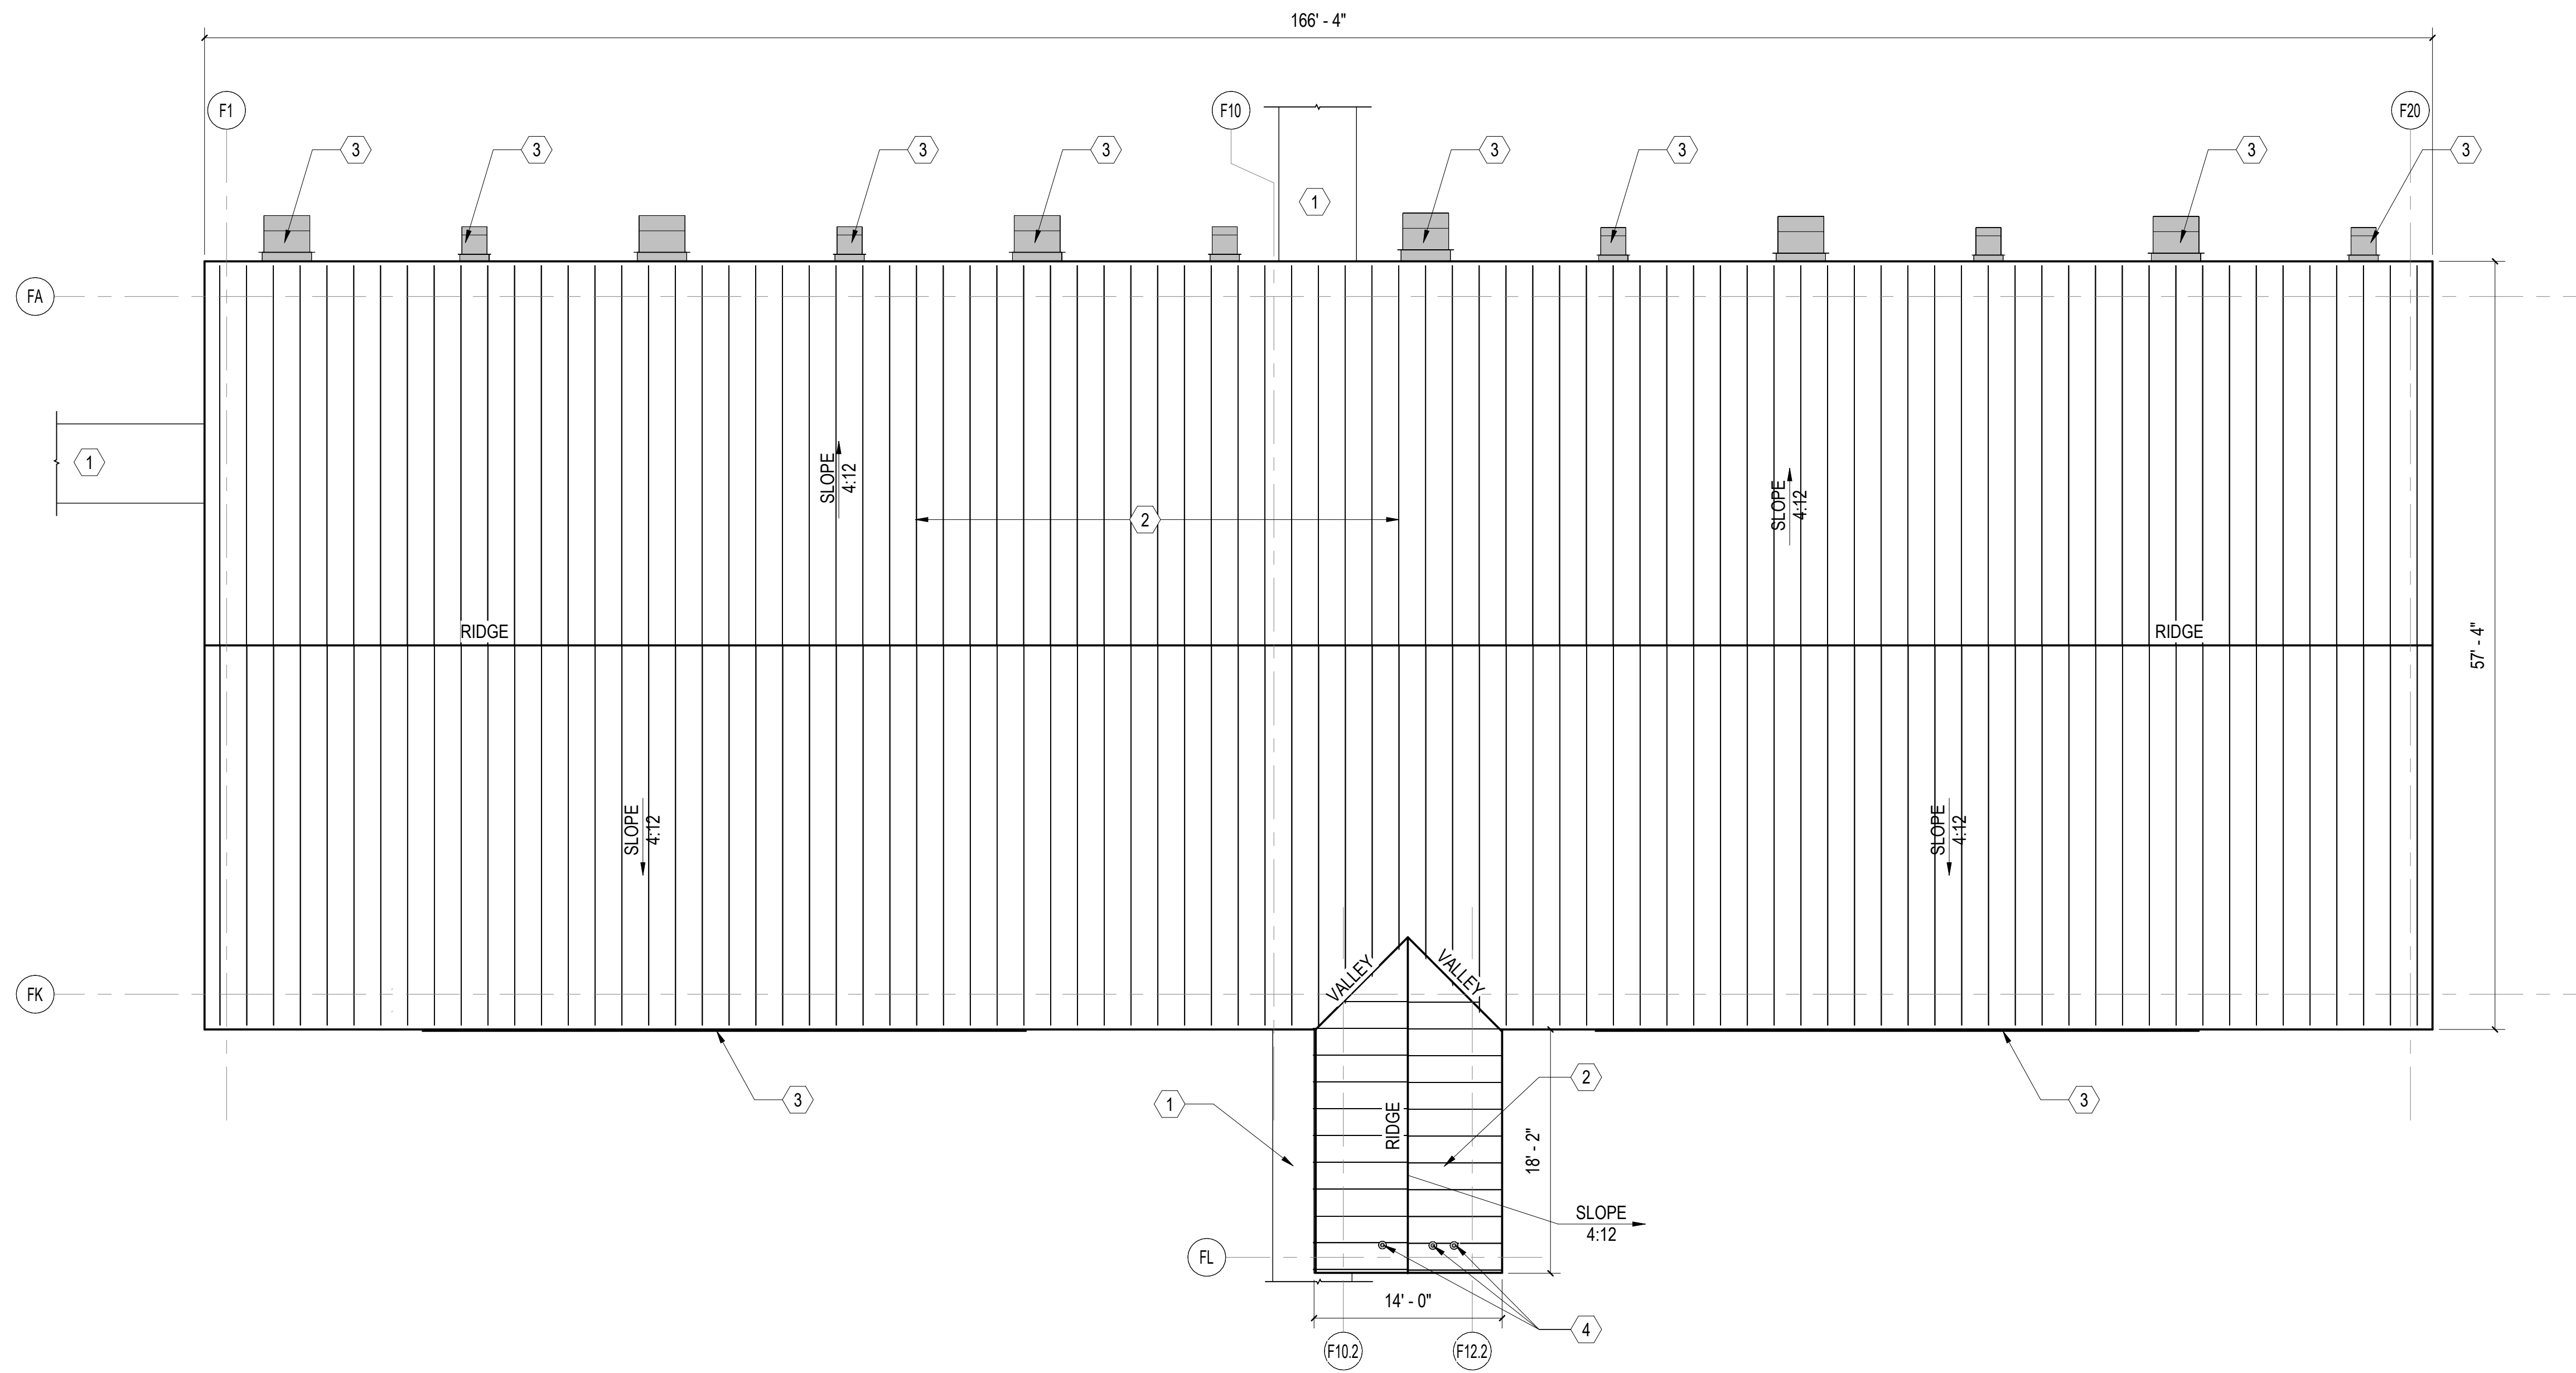 166' - 4"
F1
F10
F20
3
3
3
3
3
3
3
3
1
FA
1
SLOPE
4:12
SLOPE
4:12
2
RIDGE
RIDGE
57' - 4"
SLOPE
4:12
SLOPE
4:12
VALLEY
VALLEY
FK
3
1
RIDGE
2
3
18' - 2"
SLOPE
4:12
FL
14' - 0"
4
F10.2
F12.2